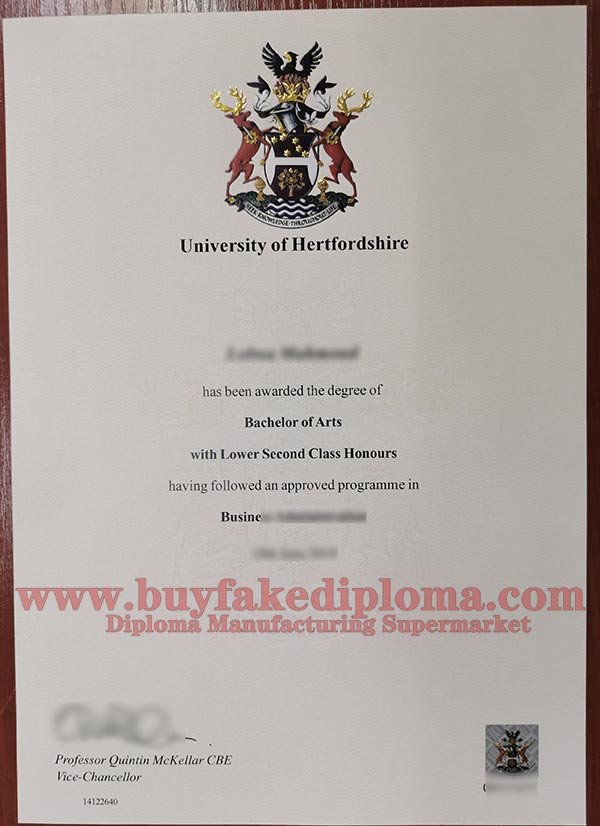 SEEK KNOWLEDGE THROUGHOUT LIFE
University of Hertfordshire
has been awarded the degree of
Bachelor of Arts
with Lower Second Class Honours
having followed an approved programme in
www.buyfakediploma.com
Diploma Manufacturing Supermarket
Professor Quintin McKellar CBE
Vice-Chancellor
14122640